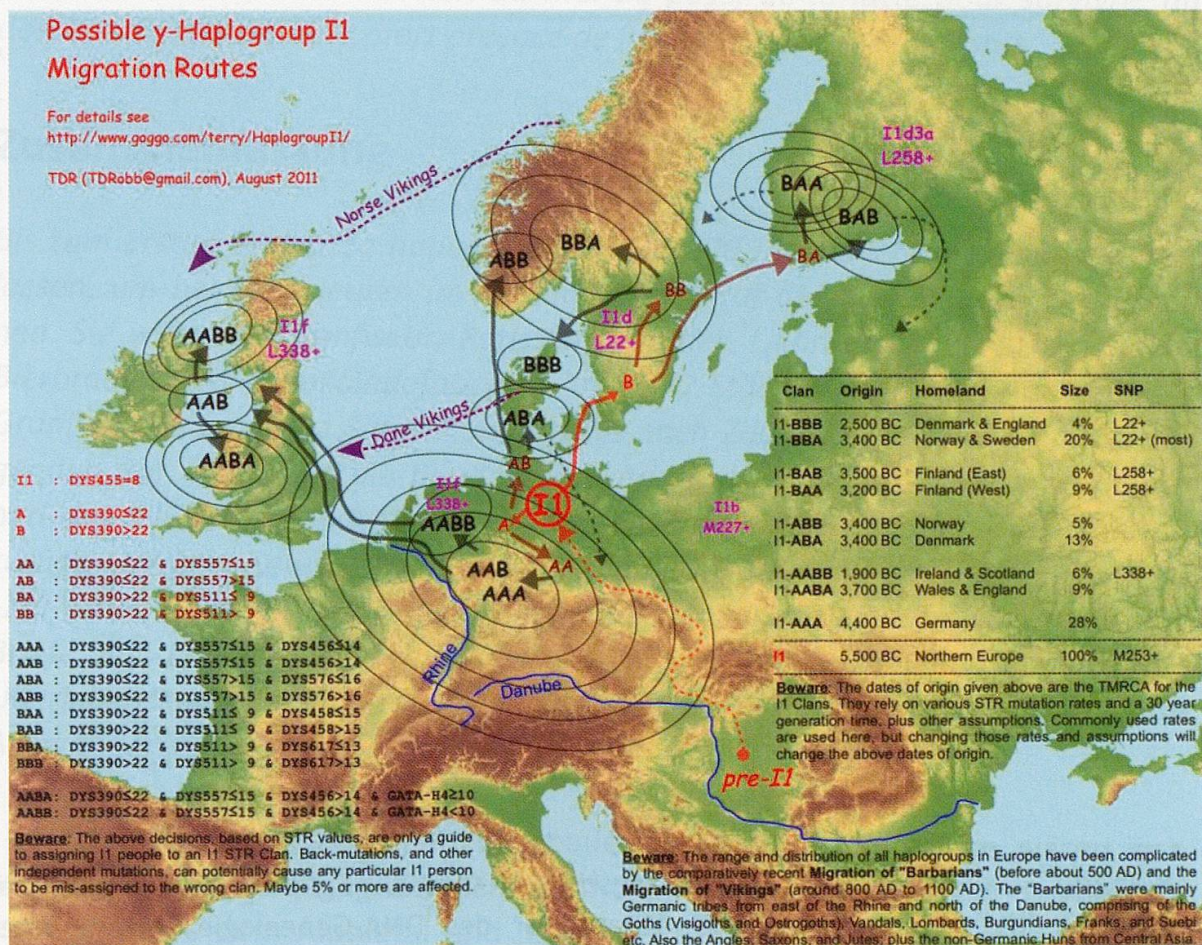 Possible y-Haplogroup I1
Migration Routes
For details see
http://www.goggo.com/terry/HaplogroupI1/
TDR (TDRobb@gmail.com), August 2011
Norse Vikings
I1d3a
L258+
BAA
BAB
BA
BBA
ABB
BB
I1d
L22+
BBB
B
ABA
Dane Vikings
AB
I1f
L338+
AABB
AAB
AABA
I1f
L338+
AABB
A
I1
I1b
M227+
AA
AAB
AAA
Rhine
Danube
pre-I1
I1 : DYS455=8
A : DYS390≤22
B : DYS390>22
AA : DYS390≤22 & DYS557≤15
AB : DYS390≤22 & DYS557>15
BA : DYS390>22 & DYS511≤ 9
BB : DYS390>22 & DYS511> 9
AAA : DYS390≤22 & DYS557≤15 & DYS456≤14
AAB : DYS390≤22 & DYS557≤15 & DYS456>14
ABA : DYS390≤22 & DYS557>15 & DYS576≤16
ABB : DYS390≤22 & DYS557>15 & DYS576>16
BAA : DYS390>22 & DYS511≤ 9 & DYS458≤15
BAB : DYS390>22 & DYS511≤ 9 & DYS458>15
BBA : DYS390>22 & DYS511> 9 & DYS617≤13
BBB : DYS390>22 & DYS511> 9 & DYS617>13
AABA: DYS390≤22 & DYS557≤15 & DYS456>14 & GATA-H4≥10
AABB: DYS390≤22 & DYS557≤15 & DYS456>14 & GATA-H4<10
Beware: The above decisions, based on STR values, are only a guide
to assigning I1 people to an I1 STR Clan. Back-mutations, and other
independent mutations, can potentially cause any particular I1 person
to be mis-assigned to the wrong clan. Maybe 5% or more are affected.
Clan Origin Homeland Size SNP
I1-BBB 2,500 BC Denmark & England 4% L22+
I1-BBA 3,400 BC Norway & Sweden 20% L22+ (most)
I1-BAB 3,500 BC Finland (East) 6% L258+
I1-BAA 3,200 BC Finland (West) 9% L258+
I1-ABB 3,400 BC Norway 5%
I1-ABA 3,400 BC Denmark 13%
I1-AABB 1,900 BC Ireland & Scotland 6% L338+
I1-AABA 3,700 BC Wales & England 9%
I1-AAA 4,400 BC Germany 28%
I1 5,500 BC Northern Europe 100% M253+
Beware: The dates of origin given above are the TMRCA for the
I1 Clans. They rely on various STR mutation rates and a 30 year
generation time, plus other assumptions. Commonly used rates
are used here, but changing those rates and assumptions will
change the above dates of origin.
Beware: The range and distribution of all haplogroups in Europe have been complicated
by the comparatively recent Migration of "Barbarians" (before about 500 AD) and the
Migration of "Vikings" (around 800 AD to 1100 AD). The "Barbarians" were mainly
Germanic tribes from east of the Rhine and north of the Danube, comprising of the
Goths (Visigoths and Ostrogoths), Vandals, Lombards, Burgundians, Franks, and Suebi
etc. Also the Angles, Saxons, and Jutes; plus the non-Germanic Huns from Central Asia.